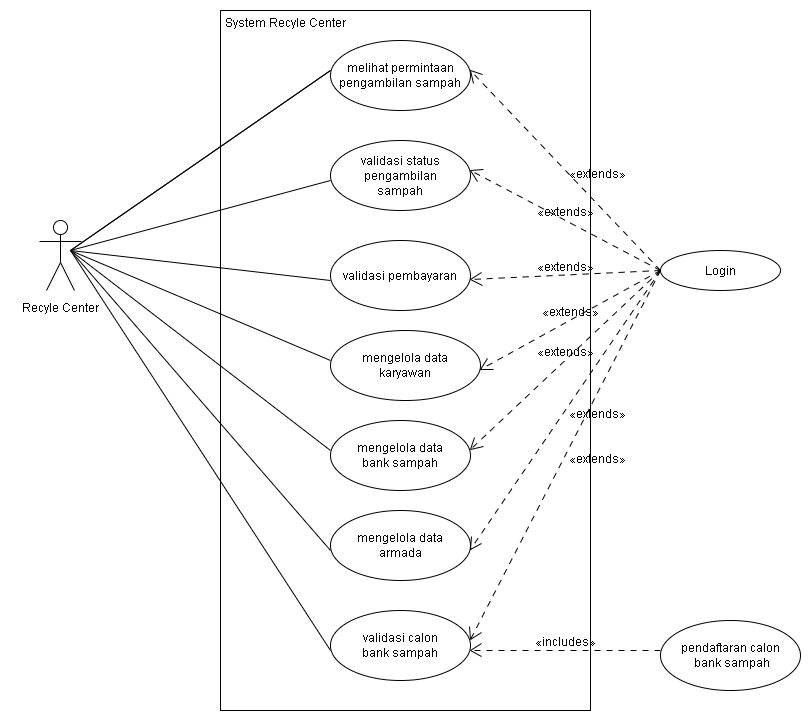 System Recyle Center
melihat permintaan
pengambilan sampah
«extends»
validasi status
pengambilan
sampah
«extends»
validasi pembayaran
«extends»
Login
Recyle Center
«extends»
mengelola data
karyawan
«extends»
mengelola data
bank sampah
«extends»
«extends»
mengelola data
armada
validasi calon
bank sampah
«includes»
pendaftaran calon
bank sampah